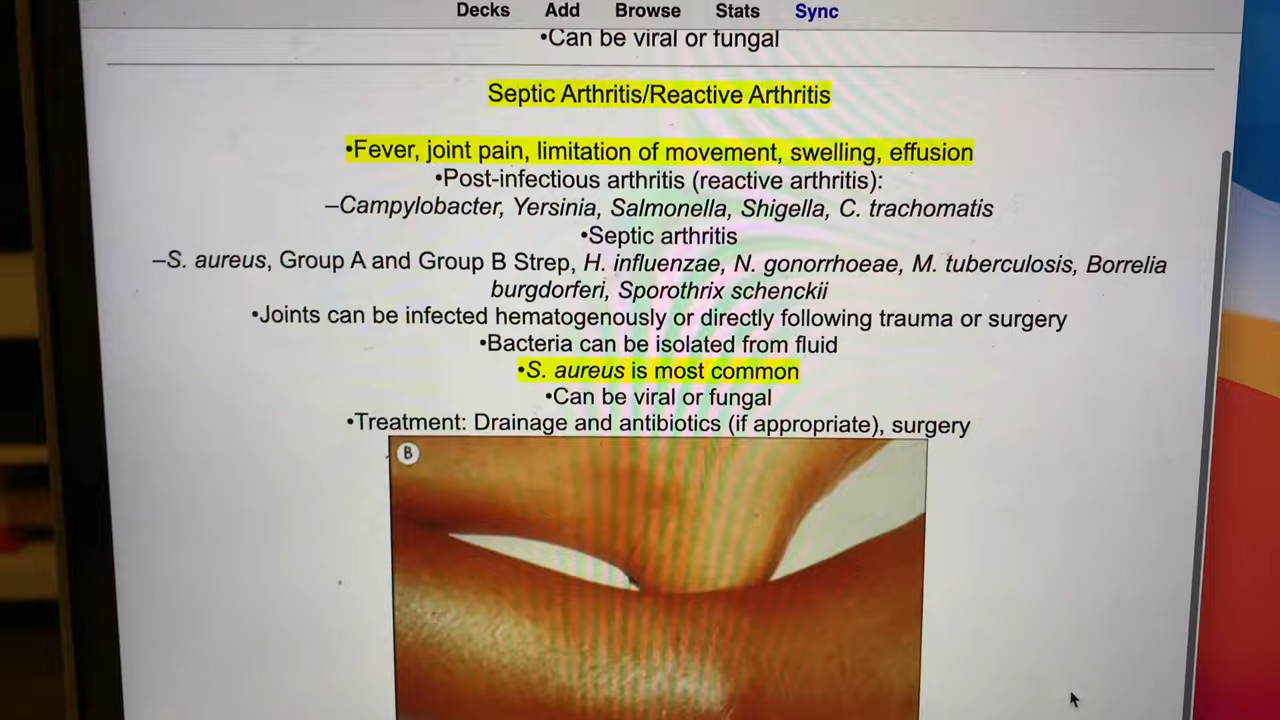 Decks Add Browse Stats Sync
•Can be viral or fungal
Septic Arthritis/Reactive Arthritis
•Fever, joint pain, limitation of movement, swelling, effusion
•Post-infectious arthritis (reactive arthritis):
–Campylobacter, Yersinia, Salmonella, Shigella, C. trachomatis
•Septic arthritis
–S. aureus, Group A and Group B Strep, H. influenzae, N. gonorrhoeae, M. tuberculosis, Borrelia
burgdorferi, Sporothrix schenckii
•Joints can be infected hematogenously or directly following trauma or surgery
•Bacteria can be isolated from fluid
•S. aureus is most common
•Can be viral or fungal
•Treatment: Drainage and antibiotics (if appropriate), surgery
B